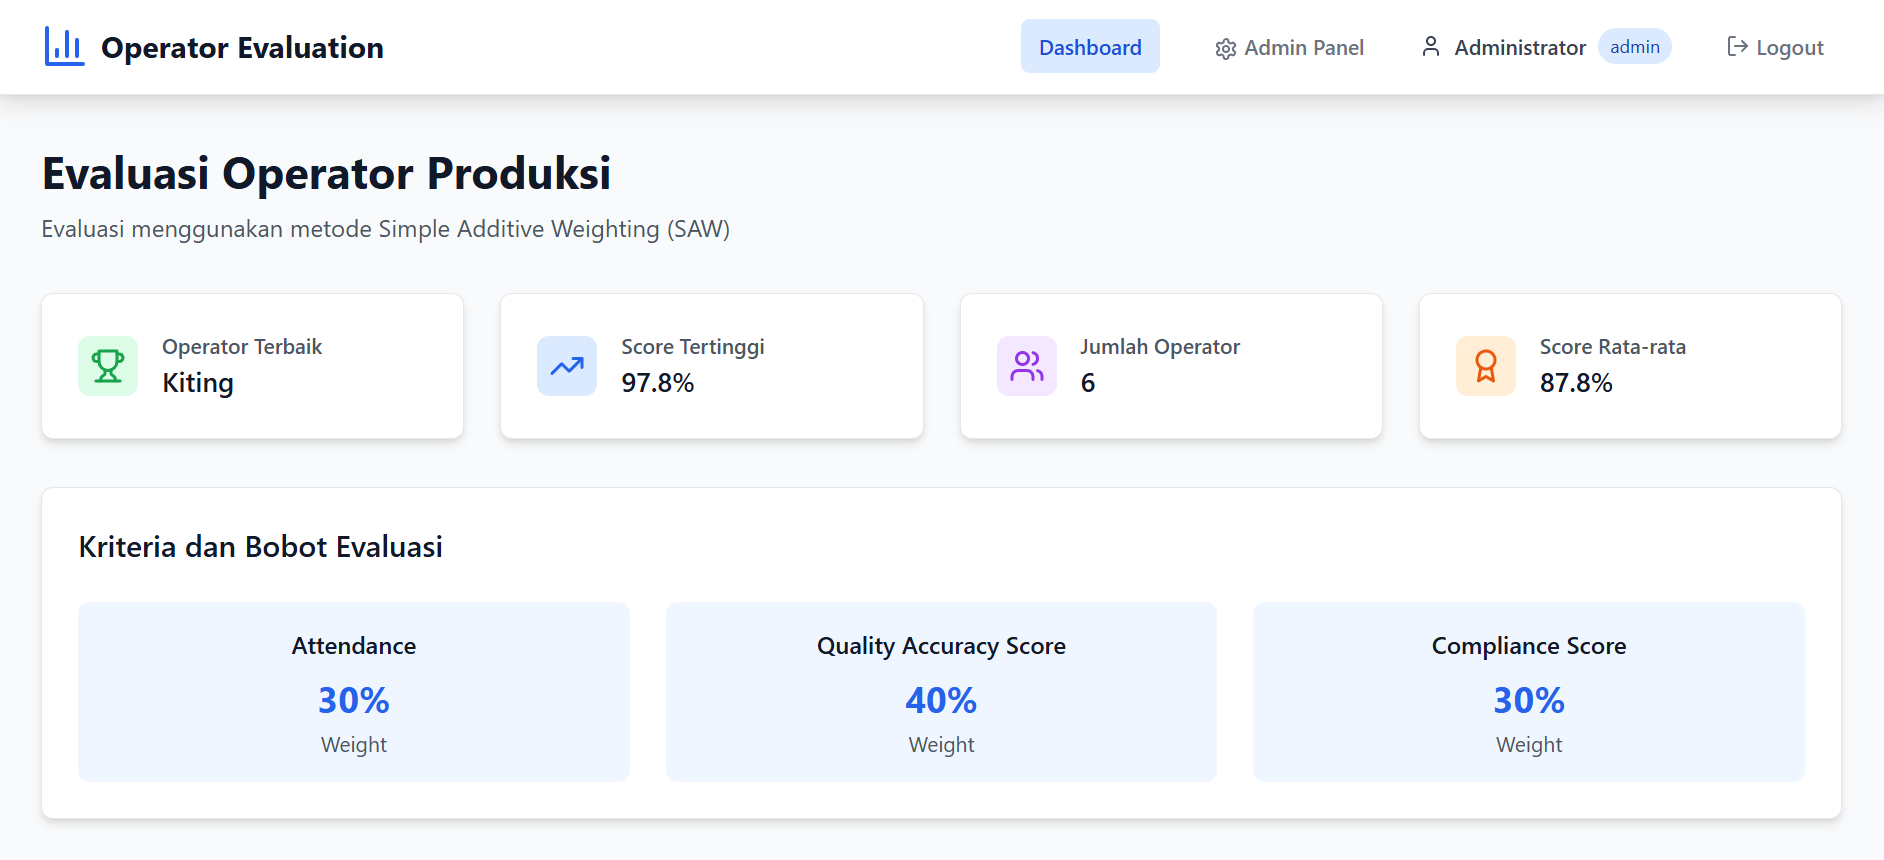 Operator Evaluation
Dashboard
Admin Panel
Administrator
admin
Logout
Evaluasi Operator Produksi
Evaluasi menggunakan metode Simple Additive Weighting (SAW)
Operator Terbaik
Kiting
Score Tertinggi
97.8%
Jumlah Operator
6
Score Rata-rata
87.8%
Kriteria dan Bobot Evaluasi
Attendance
30%
Weight
Quality Accuracy Score
40%
Weight
Compliance Score
30%
Weight